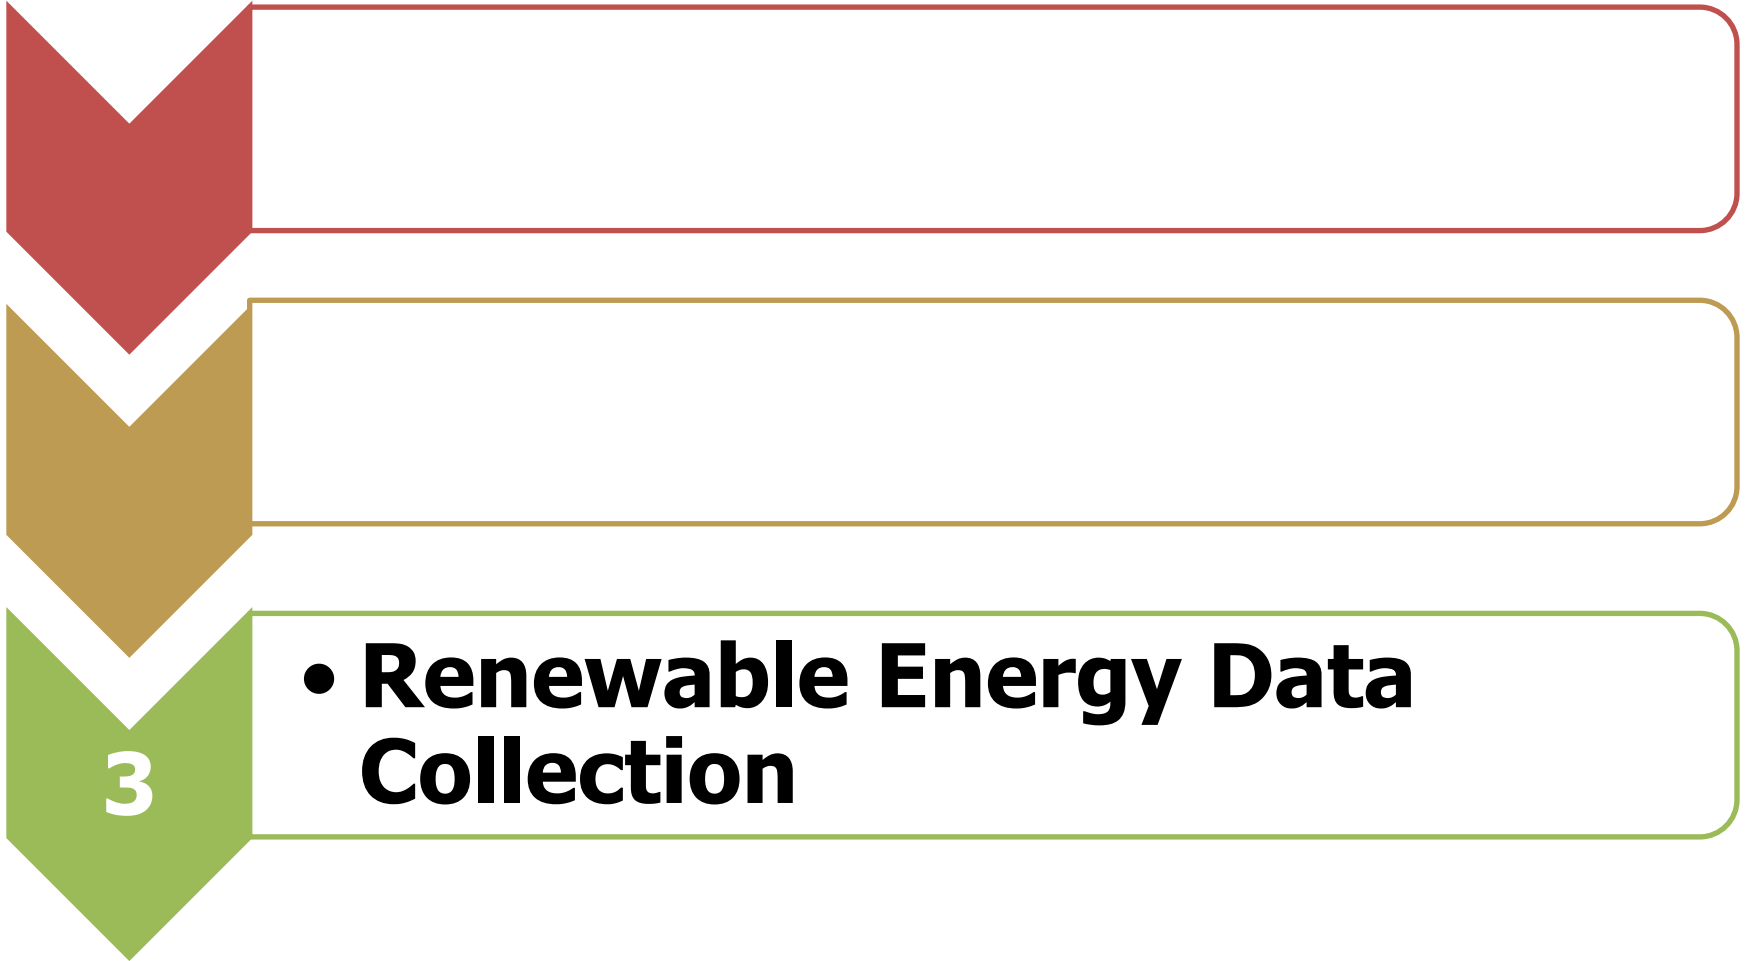 • Renewable Energy Data
Collection
3